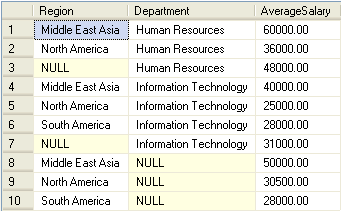 Region Department AverageSalary
1 Middle East Asia Human Resources 60000.00
2 North America Human Resources 36000.00
3 NULL Human Resources 48000.00
4 Middle East Asia Information Technology 40000.00
5 North America Information Technology 25000.00
6 South America Information Technology 28000.00
7 NULL Information Technology 31000.00
8 Middle East Asia NULL 50000.00
9 North America NULL 30500.00
10 South America NULL 28000.00